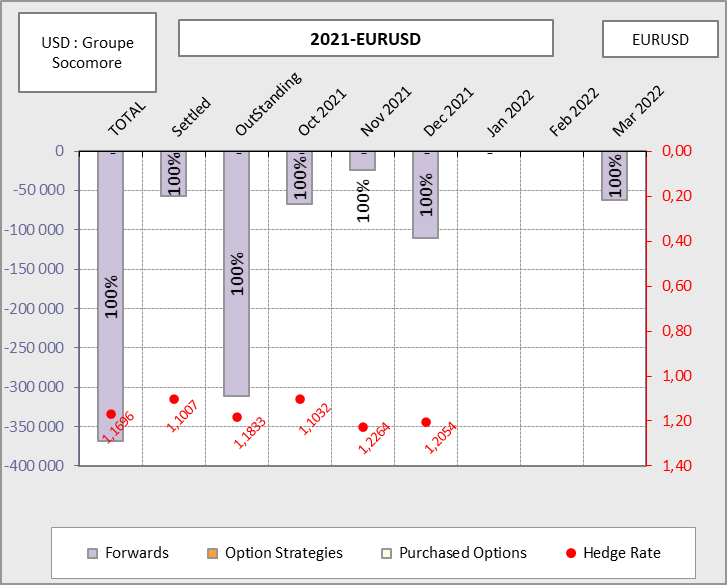 USD : Groupe
Socomore
2021-EURUSD
EURUSD
TOTAL
Settled
OutStanding
Oct 2021
Nov 2021
Dec 2021
Jan 2022
Feb 2022
Mar 2022
0
-50 000
-100 000
-150 000
-200 000
-250 000
-300 000
-350 000
-400 000
0,00
0,20
0,40
0,60
0,80
1,00
1,20
1,40
100%
100%
100%
100%
100%
100%
100%
1,1696
1,1007
1,1833
1,1032
1,2264
1,2054
Forwards
Option Strategies
Purchased Options
Hedge Rate